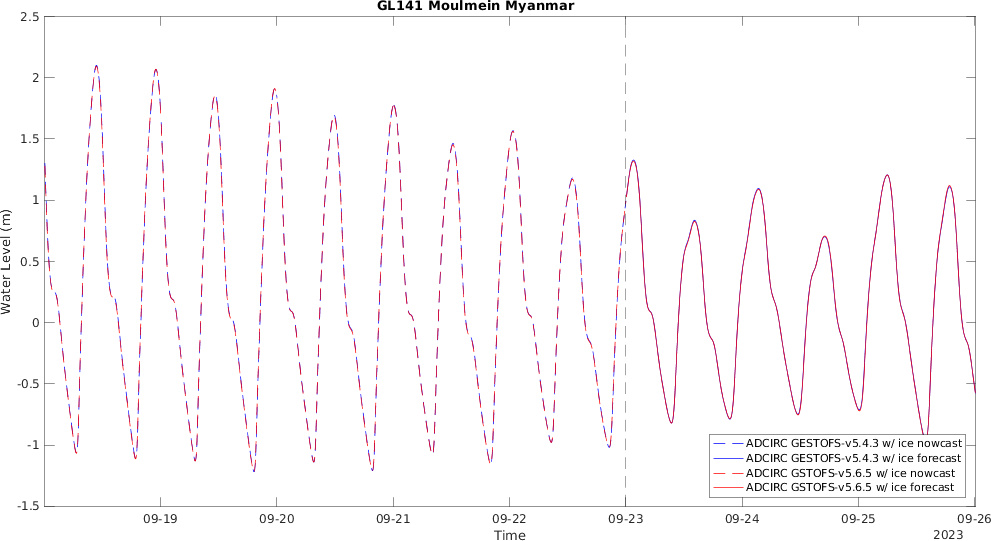 GL141 Moulmein Myanmar
2.5
2
1.5
1
0.5
0
-0.5
-1
-1.5
Water Level (m)
09-19
09-20
09-21
09-22
09-23
09-24
09-25
09-26
Time
2023
ADCIRC GESTOFS-v5.4.3 w/ ice nowcast
ADCIRC GESTOFS-v5.4.3 w/ ice forecast
ADCIRC GSTOFS-v5.6.5 w/ ice nowcast
ADCIRC GSTOFS-v5.6.5 w/ ice forecast